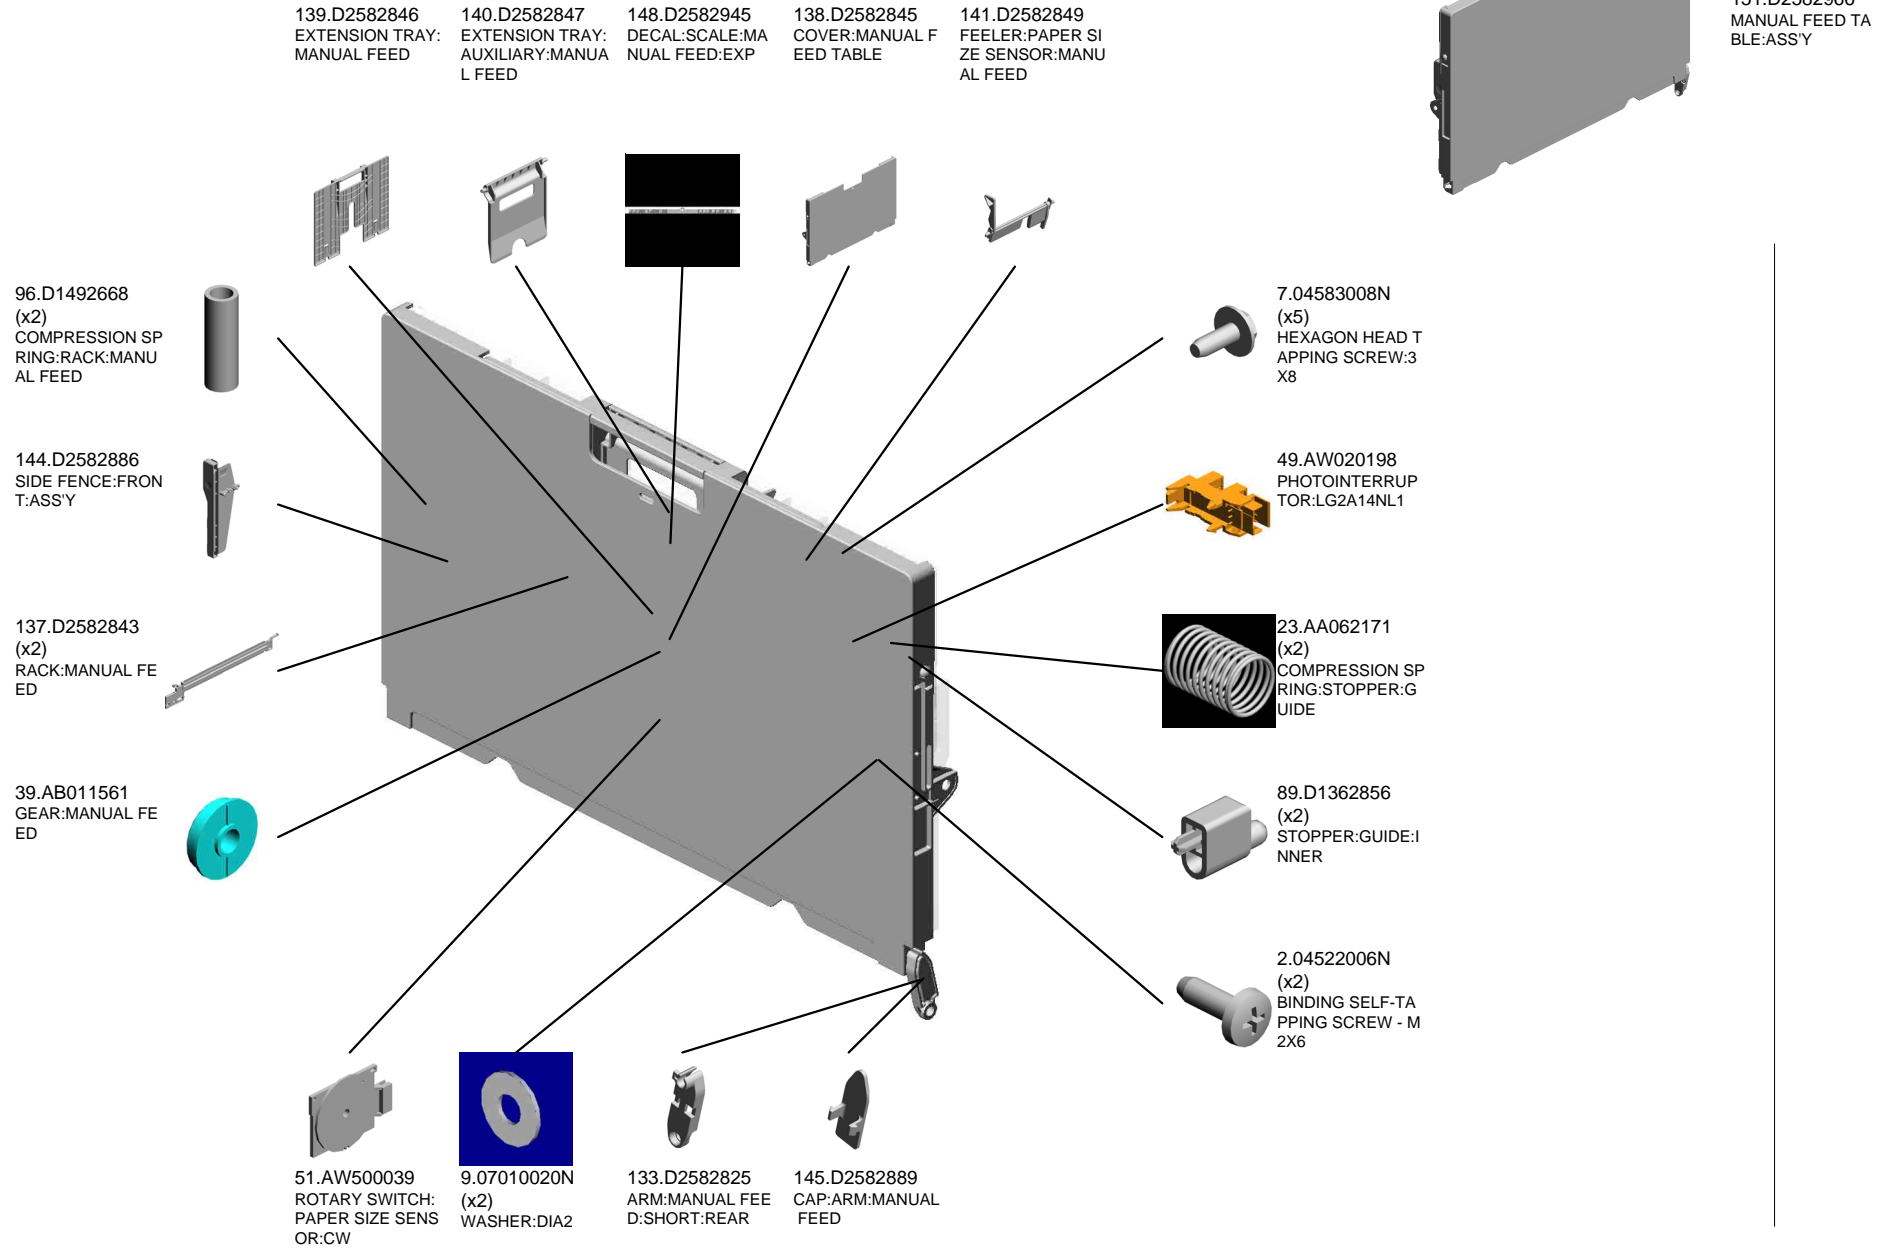 139.D2582846
EXTENSION TRAY:
MANUAL FEED
140.D2582847
EXTENSION TRAY:
AUXILIARY:MANUA
L FEED
148.D2582945
DECAL:SCALE:MA
NUAL FEED:EXP
138.D2582845
COVER:MANUAL F
EED TABLE
141.D2582849
FEELER:PAPER SI
ZE SENSOR:MANU
AL FEED
MANUAL FEED TA
BLE:ASS'Y
96.D1492668
(x2)
COMPRESSION SP
RING:RACK:MANU
AL FEED
144.D2582886
SIDE FENCE:FRON
T:ASS'Y
137.D2582843
(x2)
RACK:MANUAL FE
ED
39.AB011561
GEAR:MANUAL FE
ED
7.04583008N
(x5)
HEXAGON HEAD T
APPING SCREW:3
X8
49.AW020198
PHOTOINTERRUP
TOR:LG2A14NL1
23.AA062171
(x2)
COMPRESSION SP
RING:STOPPER:G
UIDE
89.D1362856
(x2)
STOPPER:GUIDE:I
NNER
2.04522006N
(x2)
BINDING SELF-TA
PPING SCREW - M
2X6
51.AW500039
ROTARY SWITCH:
PAPER SIZE SENS
OR:CW
9.07010020N
(x2)
WASHER:DIA2
133.D2582825
ARM:MANUAL FEE
D:SHORT:REAR
145.D2582889
CAP:ARM:MANUAL
FEED